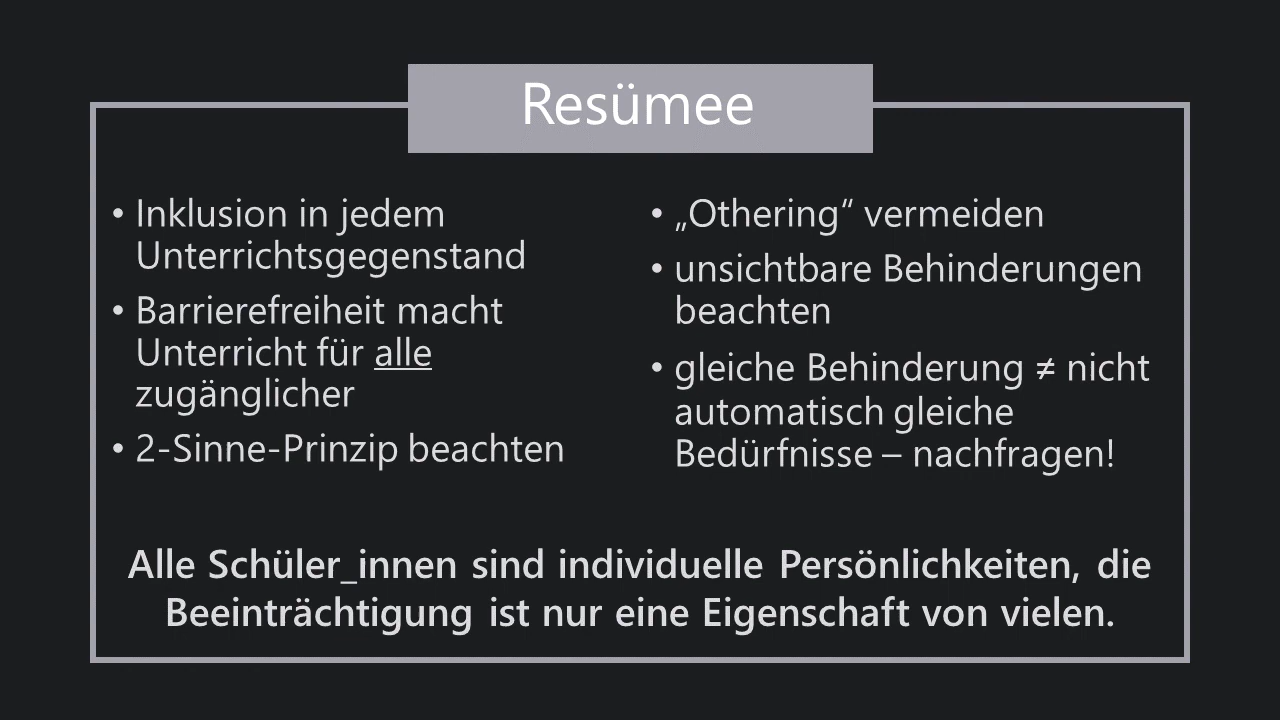 Resümee
• Inklusion in jedem
Unterrichtsgegenstand
• Barrierefreiheit macht
Unterricht für alle
zugänglicher
• 2-Sinne-Prinzip beachten
• „Othering“ vermeiden
• unsichtbare Behinderungen
beachten
• gleiche Behinderung ≠ nicht
automatisch gleiche
Bedürfnisse – nachfragen!
Alle Schüler_innen sind individuelle Persönlichkeiten, die
Beeinträchtigung ist nur eine Eigenschaft von vielen.